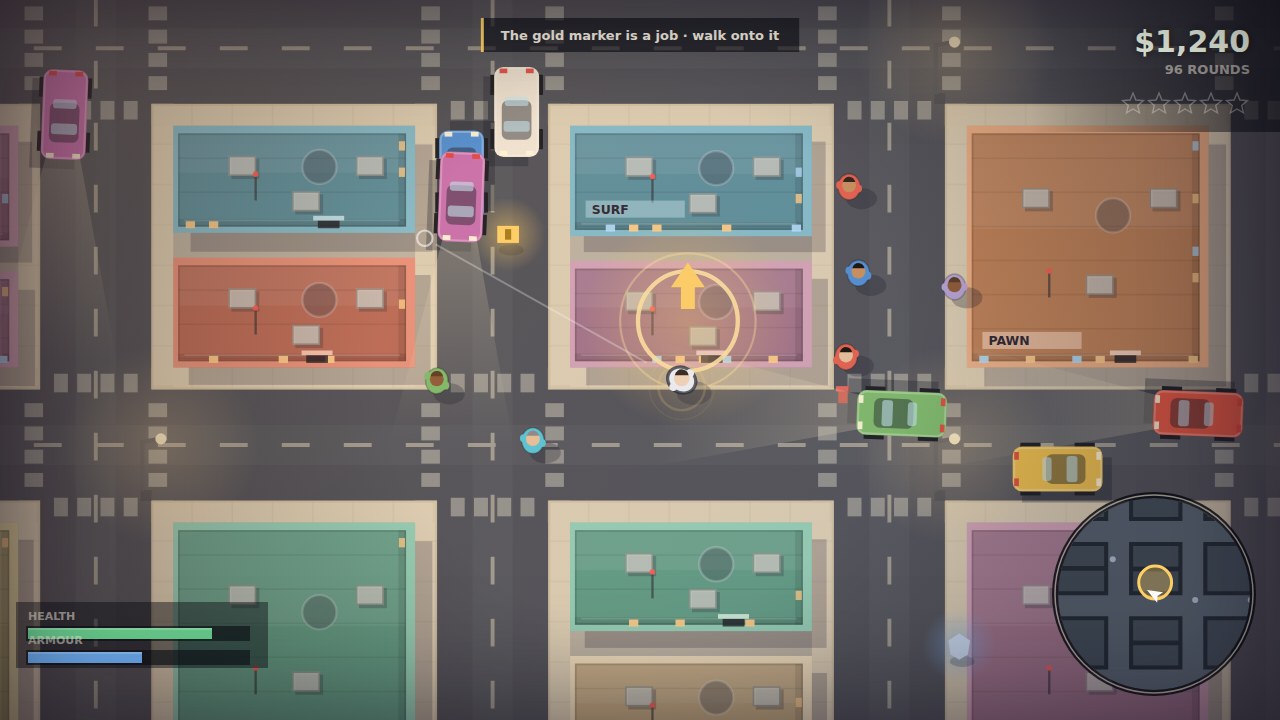 The gold marker is a job · walk onto it
$1,240
96 ROUNDS
SURF
PAWN
HEALTH
ARMOUR